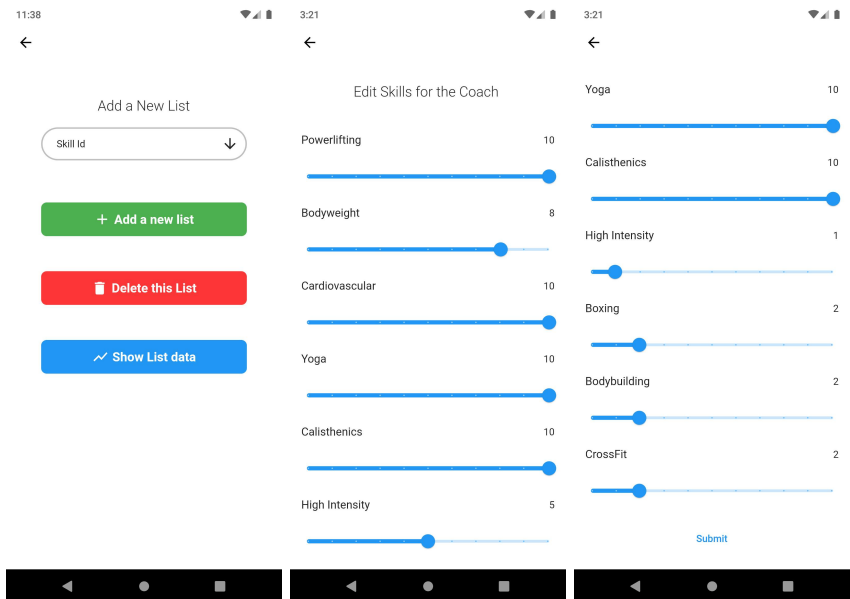 11:38
Add a New List
Skill Id
Add a new list
Delete this List
Show List data
3:21
Edit Skills for the Coach
Powerlifting 10
Bodyweight 8
Cardiovascular 10
Yoga 10
Calisthenics 10
High Intensity 5
3:21
Yoga 10
Calisthenics 10
High Intensity 1
Boxing 2
Bodybuilding 2
CrossFit 2
Submit